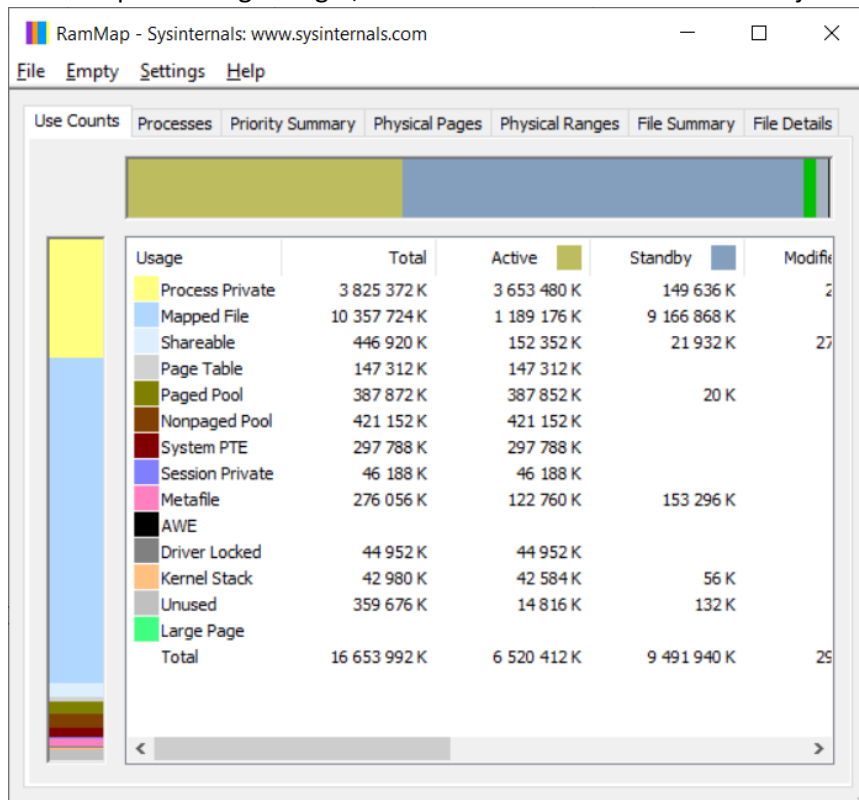 RamMap - Sysinternals: www.sysinternals.com
File Empty Settings Help
Use Counts Processes Priority Summary Physical Pages Physical Ranges File Summary File Details
Usage Total Active Standby Modifie
Process Private 3 825 372 K 3 653 480 K 149 636 K 2
Mapped File 10 357 724 K 1 189 176 K 9 166 868 K
Shareable 446 920 K 152 352 K 21 932 K 27
Page Table 147 312 K 147 312 K
Paged Pool 387 872 K 387 852 K 20 K
Nonpaged Pool 421 152 K 421 152 K
System PTE 297 788 K 297 788 K
Session Private 46 188 K 46 188 K
Metafile 276 056 K 122 760 K 153 296 K
AWE
Driver Locked 44 952 K 44 952 K
Kernel Stack 42 980 K 42 584 K 56 K
Unused 359 676 K 14 816 K 132 K
Large Page
Total 16 653 992 K 6 520 412 K 9 491 940 K 29